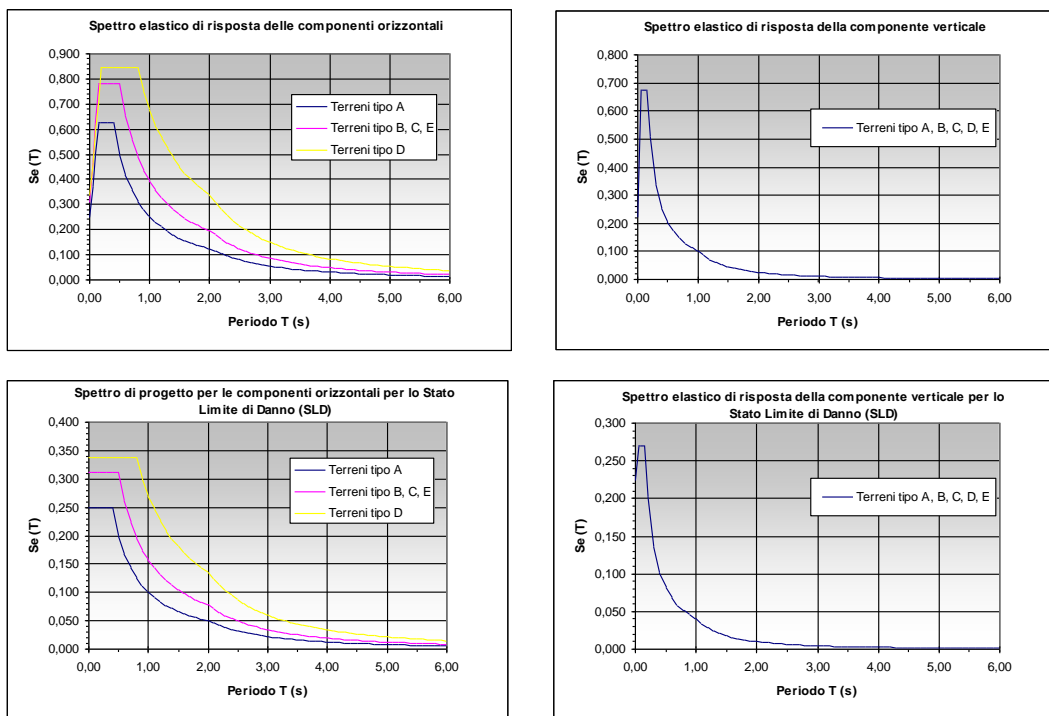 Spettro elastico di risposta delle componenti orizzontali
0,900
0,800
0,700
0,600
0,500
0,400
0,300
0,200
0,100
0,000
Se (T)
0,00 1,00 2,00 3,00 4,00 5,00 6,00
Periodo T (s)
Terreni tipo A
Terreni tipo B, C, E
Terreni tipo D
Spettro elastico di risposta della componente verticale
0,800
0,700
0,600
0,500
0,400
0,300
0,200
0,100
0,000
Se (T)
0,00 1,00 2,00 3,00 4,00 5,00 6,00
Periodo T (s)
Terreni tipo A, B, C, D, E
Spettro di progetto per le componenti orizzontali per lo Stato
Limite di Danno (SLD)
0,400
0,350
0,300
0,250
0,200
0,150
0,100
0,050
0,000
Se (T)
0,00 1,00 2,00 3,00 4,00 5,00 6,00
Periodo T (s)
Terreni tipo A
Terreni tipo B, C, E
Terreni tipo D
Spettro elastico di risposta della componente verticale per lo
Stato Limite di Danno (SLD)
0,300
0,250
0,200
0,150
0,100
0,050
0,000
Se (T)
0,00 1,00 2,00 3,00 4,00 5,00 6,00
Periodo T (s)
Terreni tipo A, B, C, D, E